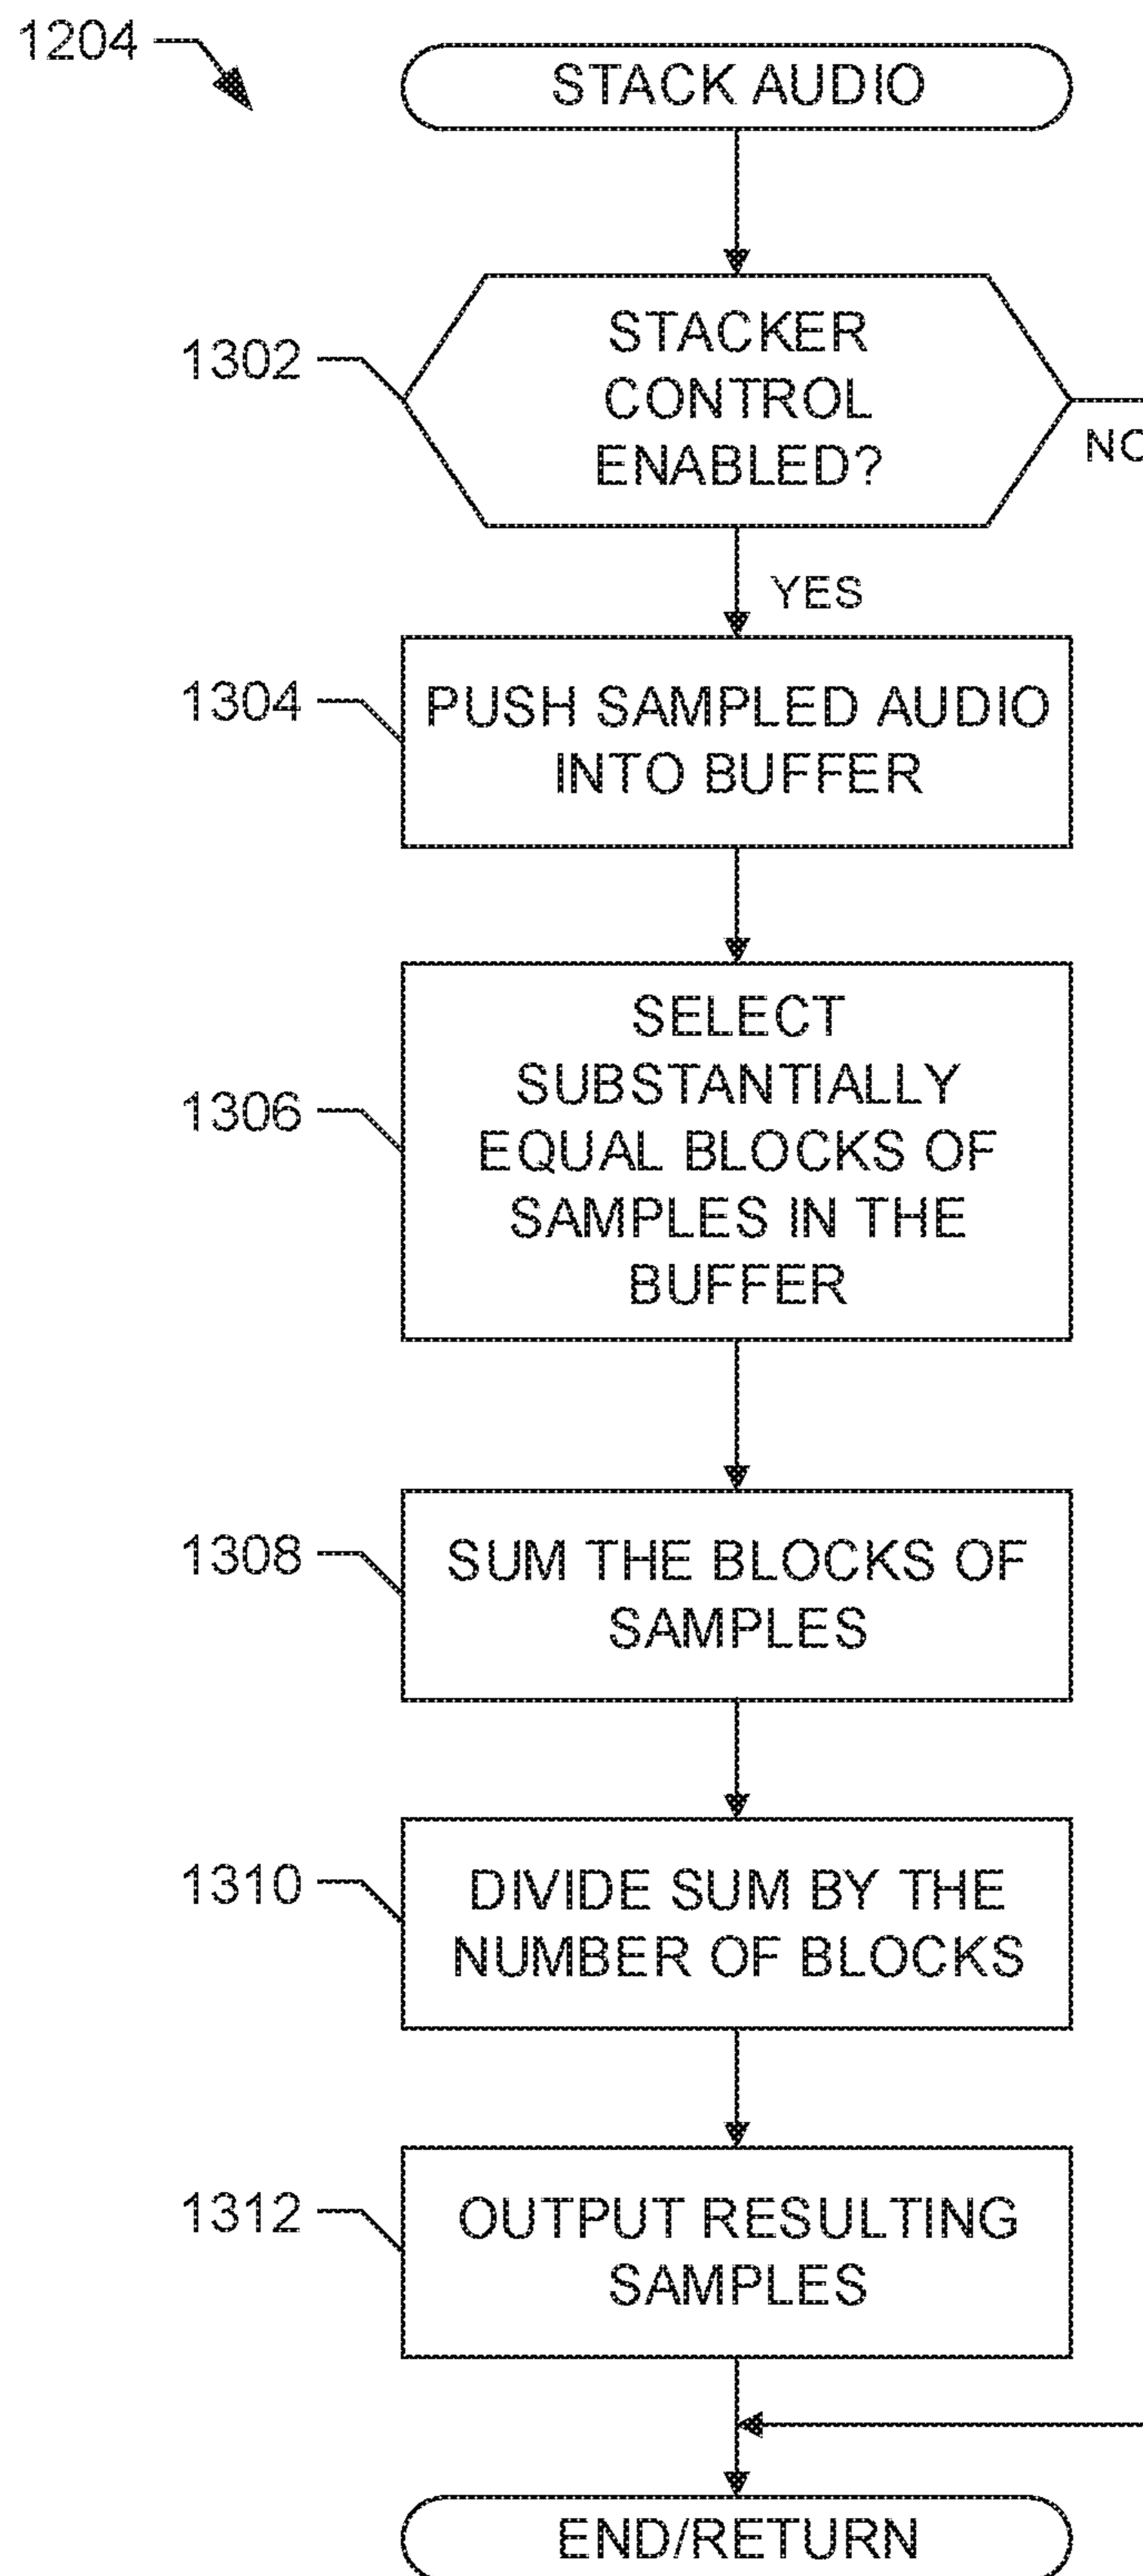 1204
STACK AUDIO
1302
STACKER
CONTROL
ENABLED?
NO
YES
1304
PUSH SAMPLED AUDIO
INTO BUFFER
1306
SELECT
SUBSTANTIALLY
EQUAL BLOCKS OF
SAMPLES IN THE
BUFFER
1308
SUM THE BLOCKS OF
SAMPLES
1310
DIVIDE SUM BY THE
NUMBER OF BLOCKS
1312
OUTPUT RESULTING
SAMPLES
END/RETURN